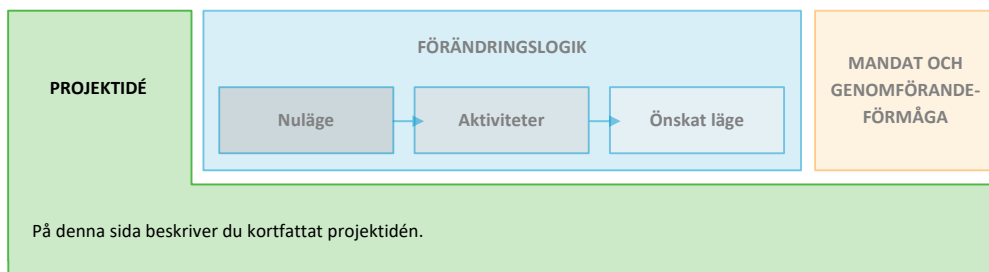 PROJEKTIDÉ
FÖRÄNDRINGSLOGIK
Nuläge
Aktiviteter
Önskat läge
MANDAT OCH
GENOMFÖRANDE-
FÖRMÅGA
På denna sida beskriver du kortfattat projektidén.